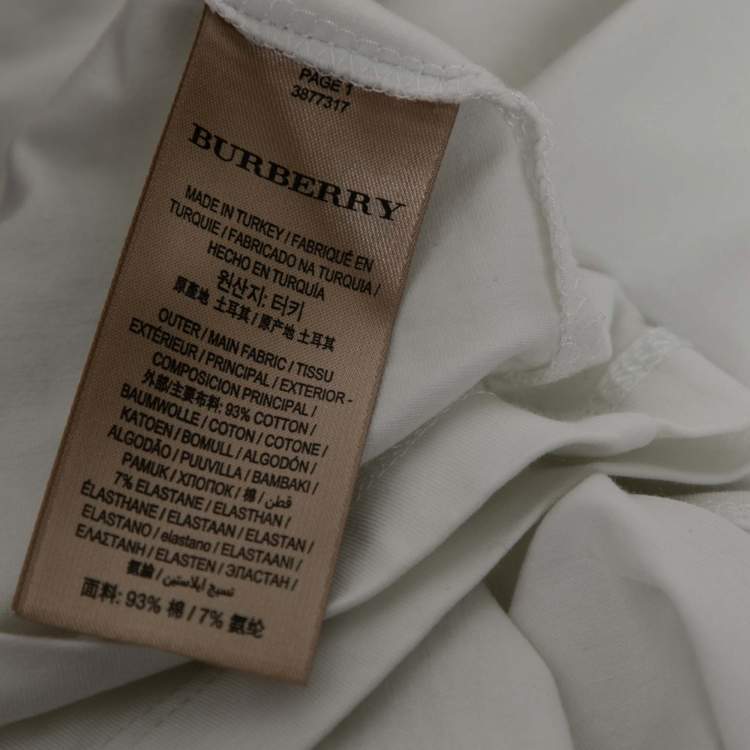 PAGE 1
3877317
BURBERRY
MADE IN TURKEY / FABRIQUÉ EN
TURQUIE / FABRICADO NA TURQUIA /
HECHO EN TURQUÍA
원산지: 터키
原產地 土耳其 / 原产地 土耳其
OUTER / MAIN FABRIC / TISSU
EXTÉRIEUR / PRINCIPAL / EXTERIOR -
COMPOSICION PRINCIPAL /
外部/主要布料: 93% COTTON /
BAUMWOLLE / COTON / COTONE /
KATOEN / BOMULL / ALGODÓN /
ALGODÃO / PUUVILLA / BAMBAKI /
PAMUK / ХЛОПОК / 棉 / قطن
7% ELASTANE / ELASTHAN /
ÉLASTHANE / ELASTAAN / ELASTAN /
ELASTANO / elastano / ELASTAANI /
ΕΛΑΣΤΑΝΗ / ELASTEN / ЭЛАСТАН /
氨綸 / نسيج ايلاستين
面料: 93% 棉 / 7% 氨纶